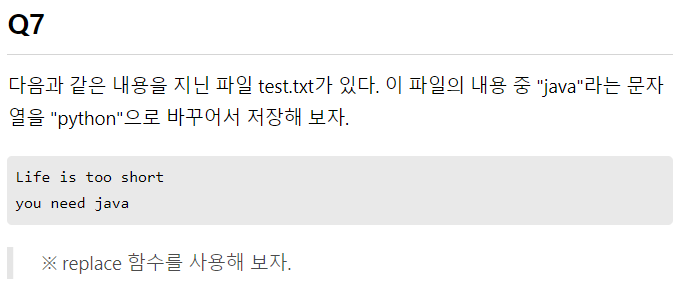 Q7
다음과 같은 내용을 지닌 파일 test.txt가 있다. 이 파일의 내용 중 "java"라는 문자
열을 "python"으로 바꾸어서 저장해 보자.
Life is too short
you need java
※ replace 함수를 사용해 보자.